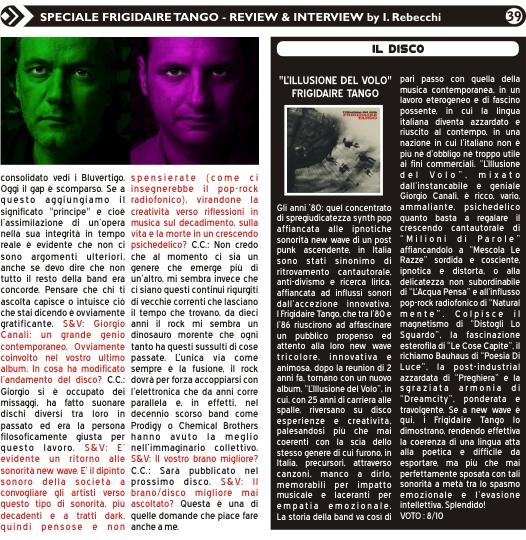 SPECIALE FRIGIDAIRE TANGO - REVIEW & INTERVIEW by I. Rebecchi
39
consolidato vedi i Bluvertigo.
Oggi il gap è scomparso. Se a
questo aggiungiamo il
significato "principe" e cioè
l'assimilazione di un'opera
nella sua integrità in tempo
reale è evidente che non ci
sono argomenti ulteriori,
anche se devo dire che non
tutto il resto della band era
concorde. Pensare che chi ti
ascolta capisce o intuisce ciò
che stai dicendo è ovviamente
gratificante. S&V: Giorgio
Canali: un grande genio
contemporaneo. Ovviamente
coinvolto nel vostro ultimo
album. In cosa ha modificato
l'andamento del disco? C.C.:
Giorgio si è occupato dei
missaggi, ha fatto suonare
dischi diversi tra loro in
passato ed era la persona
filosoficamente giusta per
questo lavoro. S&V: E'
evidente un ritorno alle
sonorità new wave. E' il dipinto
sonoro della società a
convogliare gli artisti verso
questo tipo di sonorità, più
decadenti e a tratti dark,
quindi pensose e non
spensierate (come ci
insegnerebbe il pop-rock
radiofonico), virandone la
creatività verso riflessioni in
musica sul decadimento, sulla
vita e la morte in un crescendo
psichedelico? C.C.: Non credo
che al momento ci sia un
genere che emerge più di
un'altro, mi sembra invece che
ci siano questi continui rigurgiti
di vecchie correnti che lasciano
il tempo che trovano, da dieci
anni il rock mi sembra un
dinosauro morente che ogni
tanto ha questi sussulti di cose
passate. L'unica via come
sempre è la fusione, il rock
dovrà per forza accoppiarsi con
l'elettronica che da anni corre
parallela e, in effetti, nel
decennio scorso band come
Prodigy o Chemical Brothers
hanno avuto la meglio
nell'immaginario collettivo.
S&V: Il vostro brano migliore?
C.C.: Sarà pubblicato nel
prossimo disco. S&V: Il
brano/disco migliore mai
ascoltato? Questa è una di
quelle domande che piace fare
anche a me.
IL DISCO
"L'ILLUSIONE DEL VOLO"
FRIGIDAIRE TANGO
FRIGIDAIRE
TANGO
Gli anni '80: quel concentrato
di spregiudicatezza synth pop
affiancata alle ipnotiche
sonorità new wave di un post
punk ascendente, in Italia
sono stati sinonimo di
ritrovamento cantautorale,
anti-divismo e ricerca lirica,
affiancata ad influssi sonori
dall'accezione innovativa.
I Frigidaire Tango, che tra l'80 e
l'86 riuscirono ad affascinare
un pubblico propenso ed
attento alla loro new wave
tricolore, innovativa e
animosa, dopo la reunion di 2
anni fa, tornano con un nuovo
album, "L'illusione del Volo", in
cui, con 25 anni di carriera alle
spalle, riversano su disco
esperienze e creatività,
palesandosi più che mai
coerenti con la scia dello
stesso genere di cui furono, in
Italia, precursori, attraverso
canzoni, manco a dirlo,
memorabili per impatto
musicale e laceranti per
empatia emozionale.
La storia della band va così di
pari passo con quella della
musica contemporanea, in un
lavoro eterogeneo e di fascino
possente, in cui la lingua
italiana diventa azzardato e
riuscito al contempo, in una
nazione in cui l'italiano non è
più né d'obbligo né troppo utile
ai fini commerciali. "L'illusione
del Volo", mixato
dall'instancabile e geniale
Giorgio Canali, è ricco, vario,
ammaliante, psichedelico
quanto basta a regalare il
crescendo cantautorale di
"Milioni di Parole"
affiancandolo a "Mescola Le
Razze" sordida e cosciente,
ipnotica e distorta, o alla
delicatezza non subordinabile
di "L'Acqua Pensa" e all'influsso
pop-rock radiofonico di "Natural
mente". Colpisce il
magnetismo di "Distogli Lo
Sguardo", la fascinazione
esterofila di "Le Cose Capite", il
richiamo Bauhaus di "Poesia Di
Luce", la post-industrial
azzardata di "Preghiera" e la
sgraziata armonia di
"Dreamcity", ponderata e
travolgente. Se a new wave è
qui, i Frigidaire Tango lo
dimostrano, rendendo effettiva
la coerenza di una lingua atta
alla poetica e difficile da
esportare, ma più che mai
perfettamente sposata con tali
sonorità a metà tra lo spasmo
emozionale e l'evasione
intellettiva. Splendido!
VOTO : 8/10